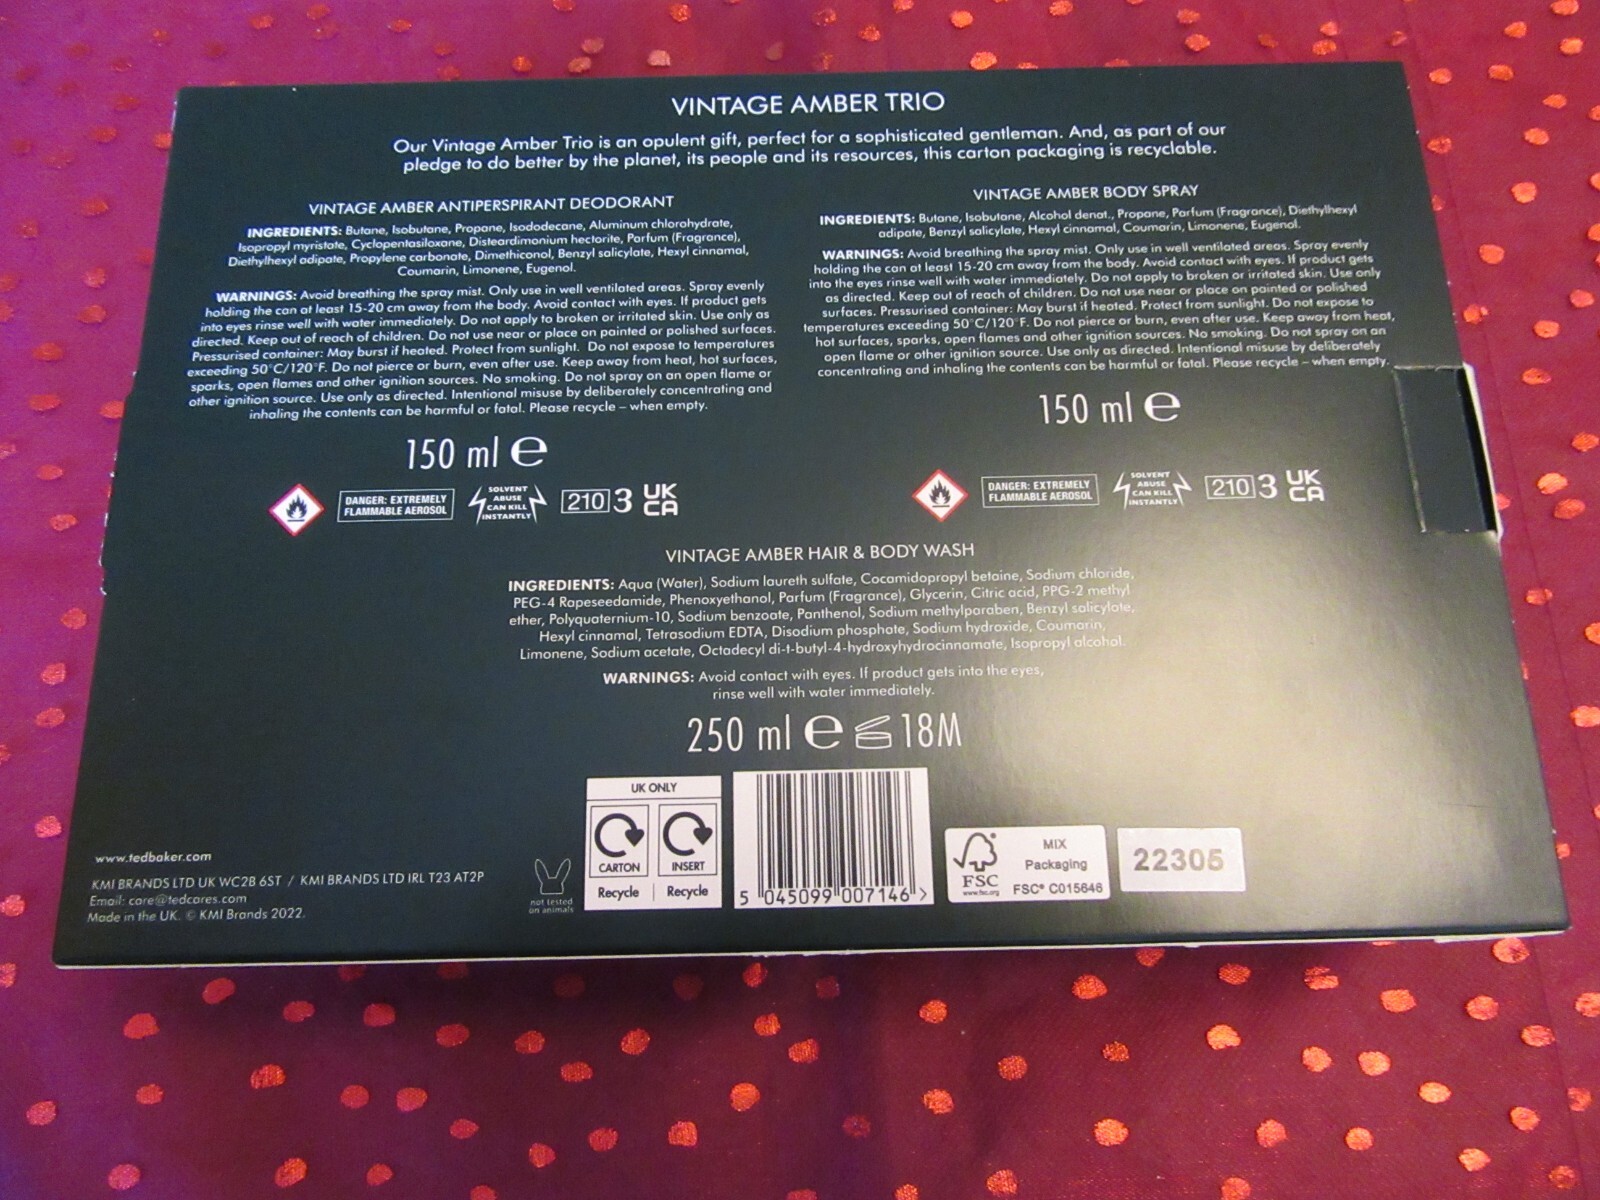 VINTAGE AMBER TRIO
Our Vintage Amber Trio is an opulent gift, perfect for a sophisticated gentleman. And, as part of our
pledge to do better by the planet, its people and its resources, this carton packaging is recyclable.
VINTAGE AMBER ANTIPERSPIRANT DEODORANT
INGREDIENTS: Butane, Isobutane, Propane, Isododecane, Aluminum chlorahydrate,
Isopropyl myristate, Cyclopentasiloxane, Disteardimonium hectorite, Parfum (Fragrance),
Diethylhexyl adipate, Propylene carbonate, Dimethiconol, Benzyl salicylate, Hexyl cinnamal,
Coumarin, Limonene, Eugenol.
WARNINGS: Avoid breathing the spray mist. Only use in well ventilated areas. Spray evenly
holding the can at least 15-20 cm away from the body. Avoid contact with eyes. If product gets
into eyes rinse well with water immediately. Do not apply to broken or irritated skin. Use only as
directed. Keep out of reach of children. Do not use near or place on painted or polished surfaces.
Pressurised container: May burst if heated. Protect from sunlight. Do not expose to temperatures
exceeding 50°C/120°F. Do not pierce or burn, even after use. Keep away from heat, hot surfaces,
sparks, open flames and other ignition sources. No smoking. Do not spray on an open flame or
other ignition source. Use only as directed. Intentional misuse by deliberately concentrating and
inhaling the contents can be harmful or fatal. Please recycle – when empty.
150 ml e
DANGER: EXTREMELY
FLAMMABLE AEROSOL
SOLVENT
ABUSE
CAN KILL
INSTANTLY
210 3
UK
CA
VINTAGE AMBER BODY SPRAY
INGREDIENTS: Butane, Isobutane, Alcohol denat., Propane, Parfum (Fragrance), Diethylhexyl
adipate, Benzyl salicylate, Hexyl cinnamal, Coumarin, Limonene, Eugenol.
WARNINGS: Avoid breathing the spray mist. Only use in well ventilated areas. Spray evenly
holding the can at least 15-20 cm away from the body. Avoid contact with eyes. If product gets
into the eyes rinse well with water immediately. Do not apply to broken or irritated skin. Use only
as directed. Keep out of reach of children. Do not use near or place on painted or polished
surfaces. Pressurised container: May burst if heated. Protect from sunlight. Do not expose to
temperatures exceeding 50°C/120°F. Do not pierce or burn, even after use. Keep away from heat,
hot surfaces, sparks, open flames and other ignition sources. No smoking. Do not spray on an
open flame or other ignition source. Use only as directed. Intentional misuse by deliberately
concentrating and inhaling the contents can be harmful or fatal. Please recycle – when empty.
150 ml e
DANGER: EXTREMELY
FLAMMABLE AEROSOL
SOLVENT
ABUSE
CAN KILL
INSTANTLY
210 3
UK
CA
VINTAGE AMBER HAIR & BODY WASH
INGREDIENTS: Aqua (Water), Sodium laureth sulfate, Cocamidopropyl betaine, Sodium chloride,
PEG-4 Rapeseedamide, Phenoxyethanol, Parfum (Fragrance), Glycerin, Citric acid, PPG-2 methyl
ether, Polyquaternium-10, Sodium benzoate, Panthenol, Sodium methylparaben, Benzyl salicylate,
Hexyl cinnamal, Tetrasodium EDTA, Disodium phosphate, Sodium hydroxide, Coumarin,
Limonene, Sodium acetate, Octadecyl di-t-butyl-4-hydroxyhydrocinnamate, Isopropyl alcohol.
WARNINGS: Avoid contact with eyes. If product gets into the eyes,
rinse well with water immediately.
250 ml e 18M
www.tedbaker.com
KMI BRANDS LTD UK WC2B 6ST / KMI BRANDS LTD IRL T23 AT2P
Email: care@tedcares.com
Made in the UK. © KMI Brands 2022.
not tested
on animals
UK ONLY
CARTON INSERT
Recycle Recycle
5 045099 007146 >
FSC
www.fsc.org
MIX
Packaging
FSC® C015646
22305